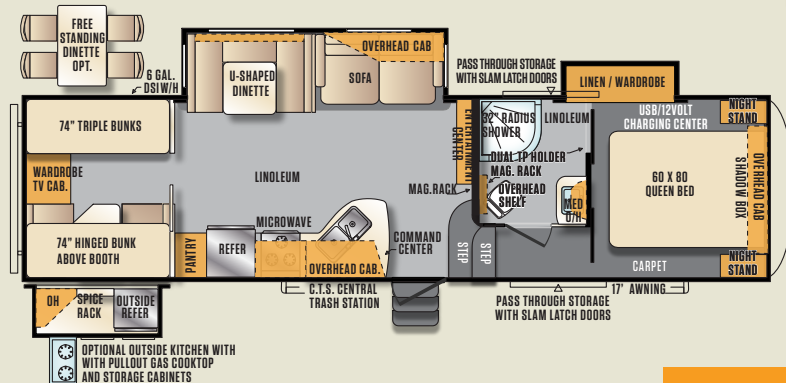 FREE
STANDING
DINETTE
OPT.
6 GAL.
DSI W/H
U-SHAPED
DINETTE
OVERHEAD CAB
SOFA
PASS THROUGH STORAGE
WITH SLAM LATCH DOORS
LINEN / WARDROBE
74" TRIPLE BUNKS
ENTERTAINMENT
CENTER
32" RADIUS
SHOWER
LINOLEUM
USB/12VOLT
CHARGING CENTER
NIGHT
STAND
WARDROBE
TV CAB.
LINOLEUM
DUAL TP HOLDER
MAG. RACK
MAG.RACK
OVERHEAD
SHELF
MED
O/H
60 X 80
QUEEN BED
OVERHEAD CAB
SHADOW BOX
74" HINGED BUNK
ABOVE BOOTH
PANTRY
REFER
MICROWAVE
OVERHEAD CAB.
COMMAND
CENTER
STEP
STEP
CARPET
NIGHT
STAND
C.T.S. CENTRAL
TRASH STATION
17' AWNING
PASS THROUGH STORAGE
WITH SLAM LATCH DOORS
OH
SPICE
RACK
OUTSIDE
REFER
OPTIONAL OUTSIDE KITCHEN WITH
WITH PULLOUT GAS COOKTOP
AND STORAGE CABINETS